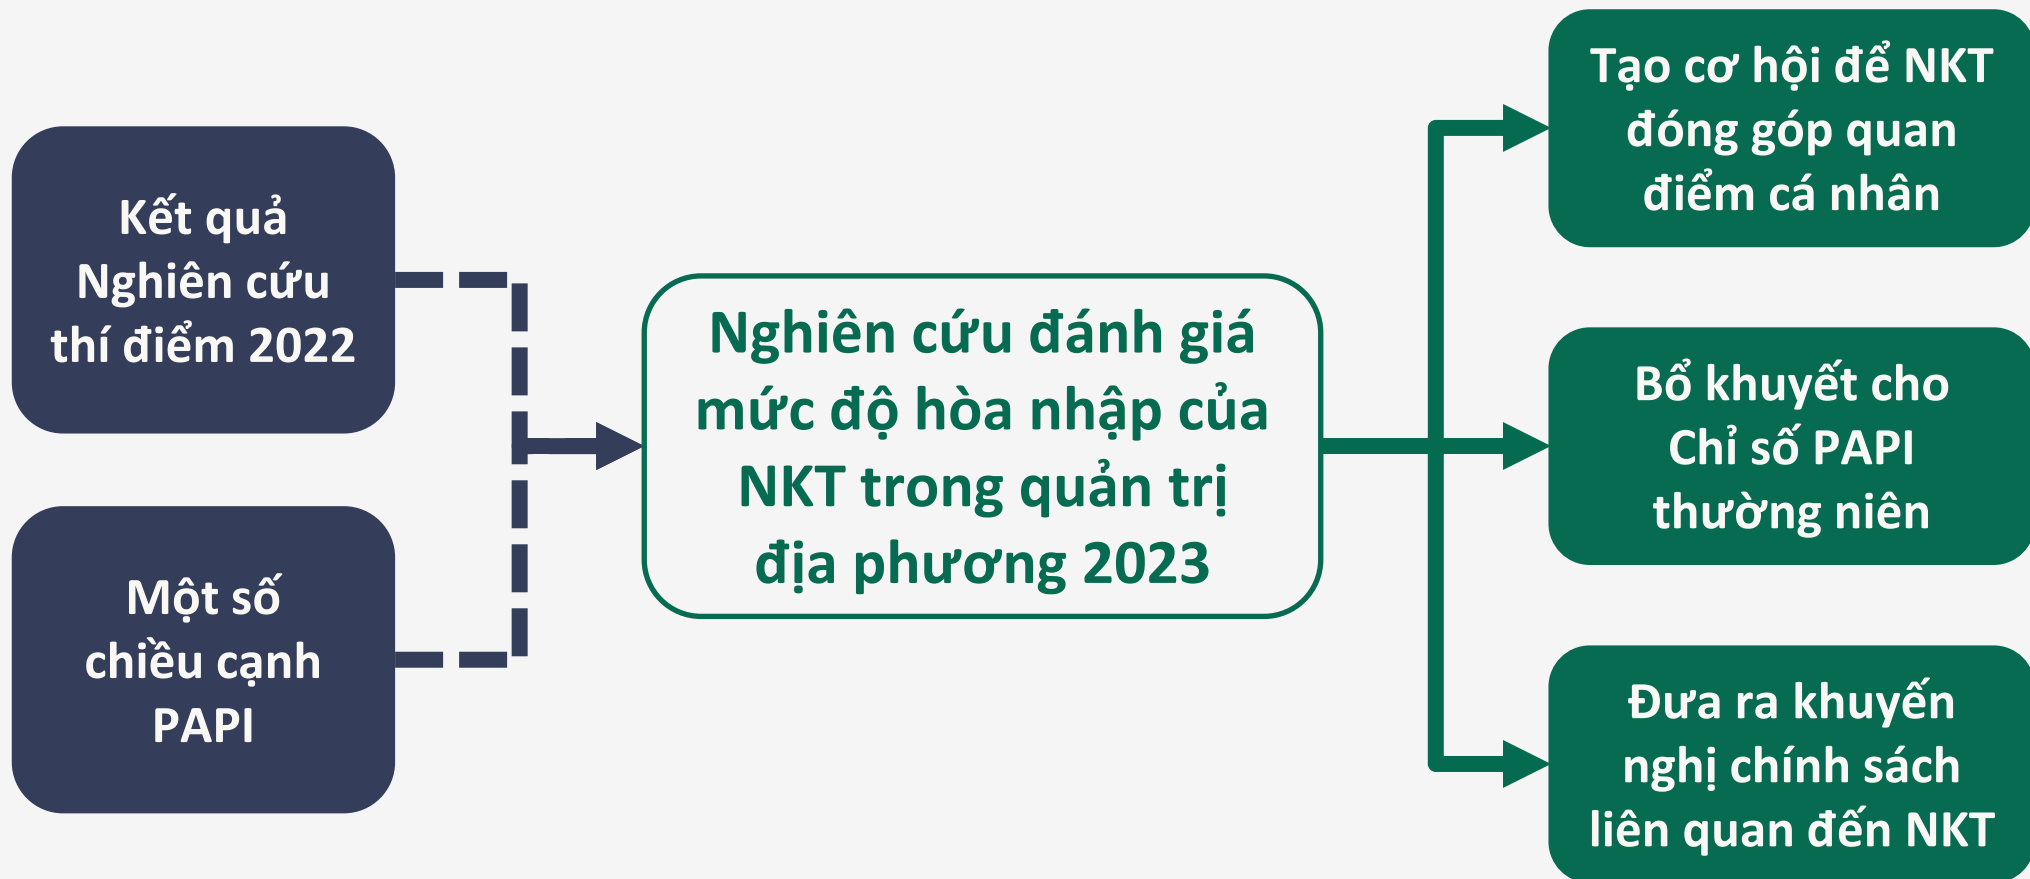 Kết quả
Nghiên cứu
thí điểm 2022
Một số
chiều cạnh
PAPI
Nghiên cứu đánh giá
mức độ hòa nhập của
NKT trong quản trị
địa phương 2023
Tạo cơ hội để NKT
đóng góp quan
điểm cá nhân
Bổ khuyết cho
Chỉ số PAPI
thường niên
Đưa ra khuyến
nghị chính sách
liên quan đến NKT